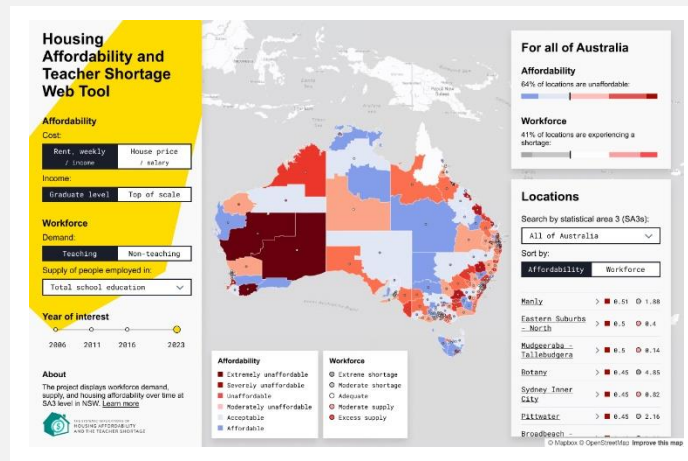 Housing
Affordability and
Teacher Shortage
Web Tool
Affordability
Cost:
Rent, weekly
/ income
House price
/ salary
Income:
Graduate level
Top of scale
Workforce
Demand:
Teaching
Non-teaching
Supply of people employed in:
Total school education
Year of interest
2006
2011
2016
2023
About
The project displays workforce demand,
supply, and housing affordability over time at
SA3 level in NSW. Learn more
HOUSING AFFORDABILITY
AND THE TEACHER SHORTAGE
Affordability
Extremely unaffordable
Severely unaffordable
Unaffordable
Moderately unaffordable
Acceptable
Affordable
Workforce
Extreme shortage
Moderate shortage
Adequate
Moderate supply
Excess supply
For all of Australia
Affordability
64% of locations are unaffordable:
Workforce
41% of locations are experiencing a
shortage:
Locations
Search by statistical area 3 (SA3s):
All of Australia
Sort by:
Affordability
Workforce
Manly > 0.51 1.88
Eastern Suburbs
- North > 0.5 0.4
Mudgeeraba -
Tallebudgera > 0.5 0.14
Botany > 0.45 4.85
Sydney Inner
City > 0.45 0.82
Pittwater > 0.45 2.16
Broadbeach -
© Mapbox © OpenStreetMap Improve this map